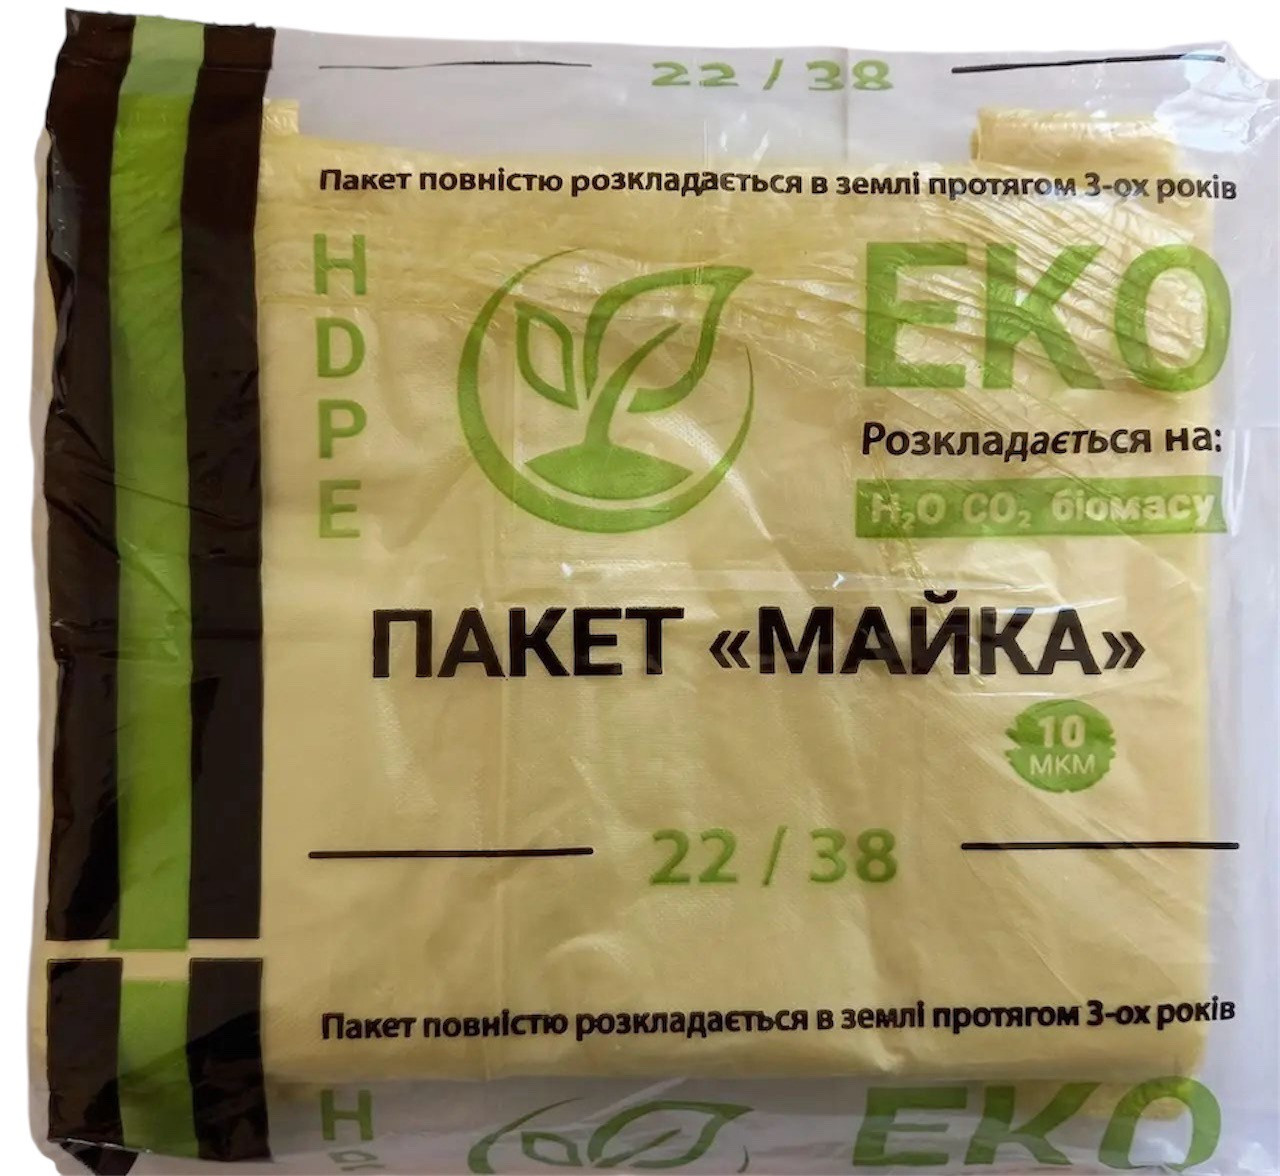 22 / 38
Пакет повністю розкладається в землі протягом 3-ох років
HDPE
ЕКО
Розкладається на:
H₂O CO₂ біомасу
ПАКЕТ «МАЙКА»
10
МКМ
22 / 38
Пакет повністю розкладається в землі протягом 3-ох років
H
ЕКО